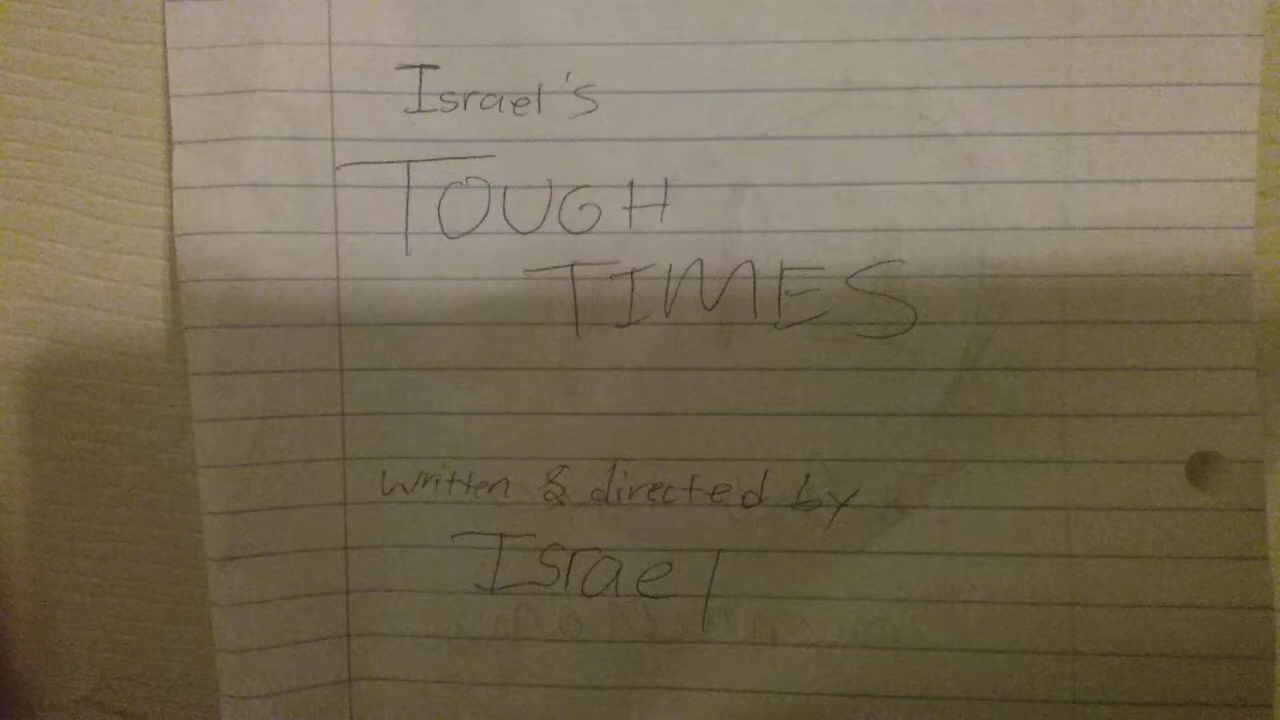 Israel's
TOUGH
TIMES
written & directed by
Israel